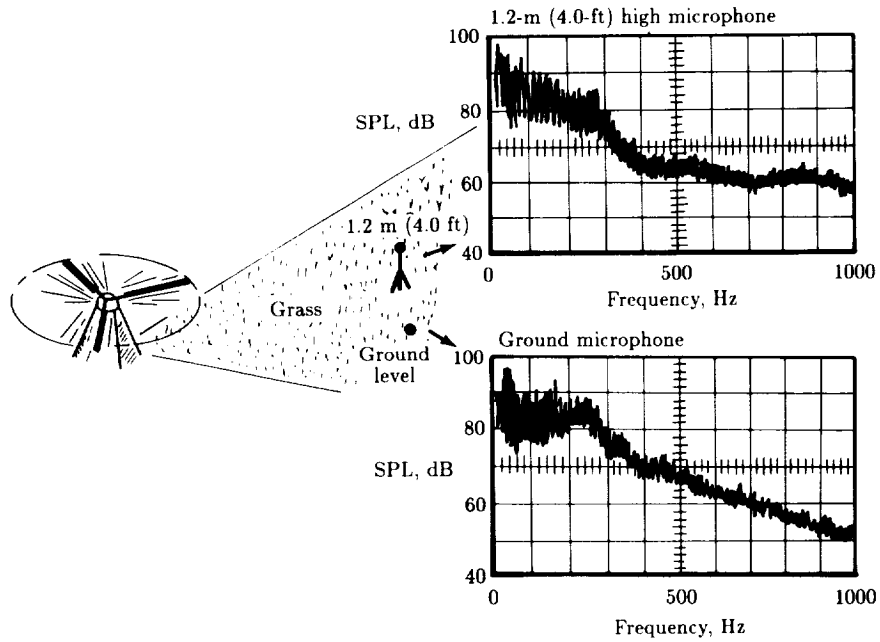 1.2-m (4.0-ft) high microphone
100
80
60
40
SPL, dB
0
500
1000
Frequency, Hz
1.2 m (4.0 ft)
Grass
Ground
level
Ground microphone
100
80
60
40
SPL, dB
0
500
1000
Frequency, Hz